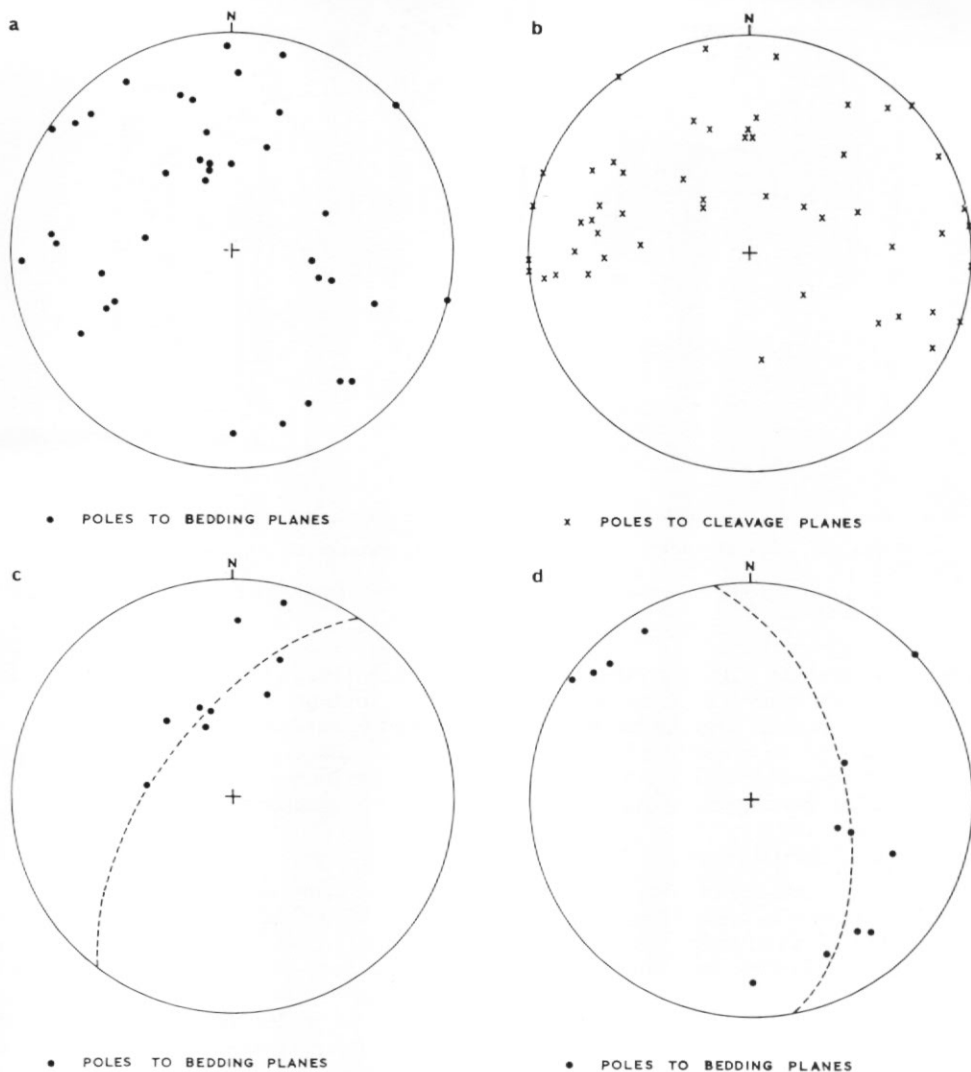 a
N
b
N
• POLES TO BEDDING PLANES
x POLES TO CLEAVAGE PLANES
c
N
d
N
• POLES TO BEDDING PLANES
• POLES TO BEDDING PLANES